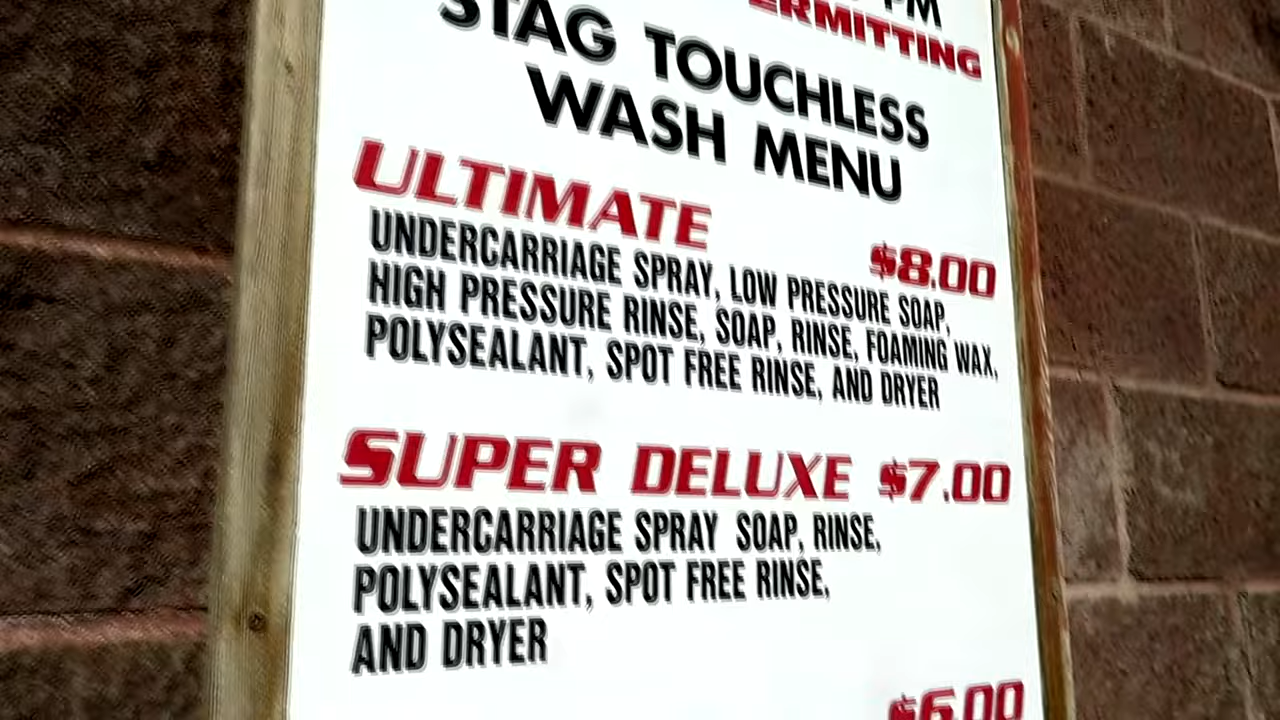 PM
STAG TOUCHLESS
WASH MENU
ULTIMATE $8.00
UNDERCARRIAGE SPRAY, LOW PRESSURE SOAP,
HIGH PRESSURE RINSE, SOAP, RINSE, FOAMING WAX,
POLYSEALANT, SPOT FREE RINSE, AND DRYER
SUPER DELUXE $7.00
UNDERCARRIAGE SPRAY SOAP, RINSE,
POLYSEALANT, SPOT FREE RINSE,
AND DRYER
$6.00